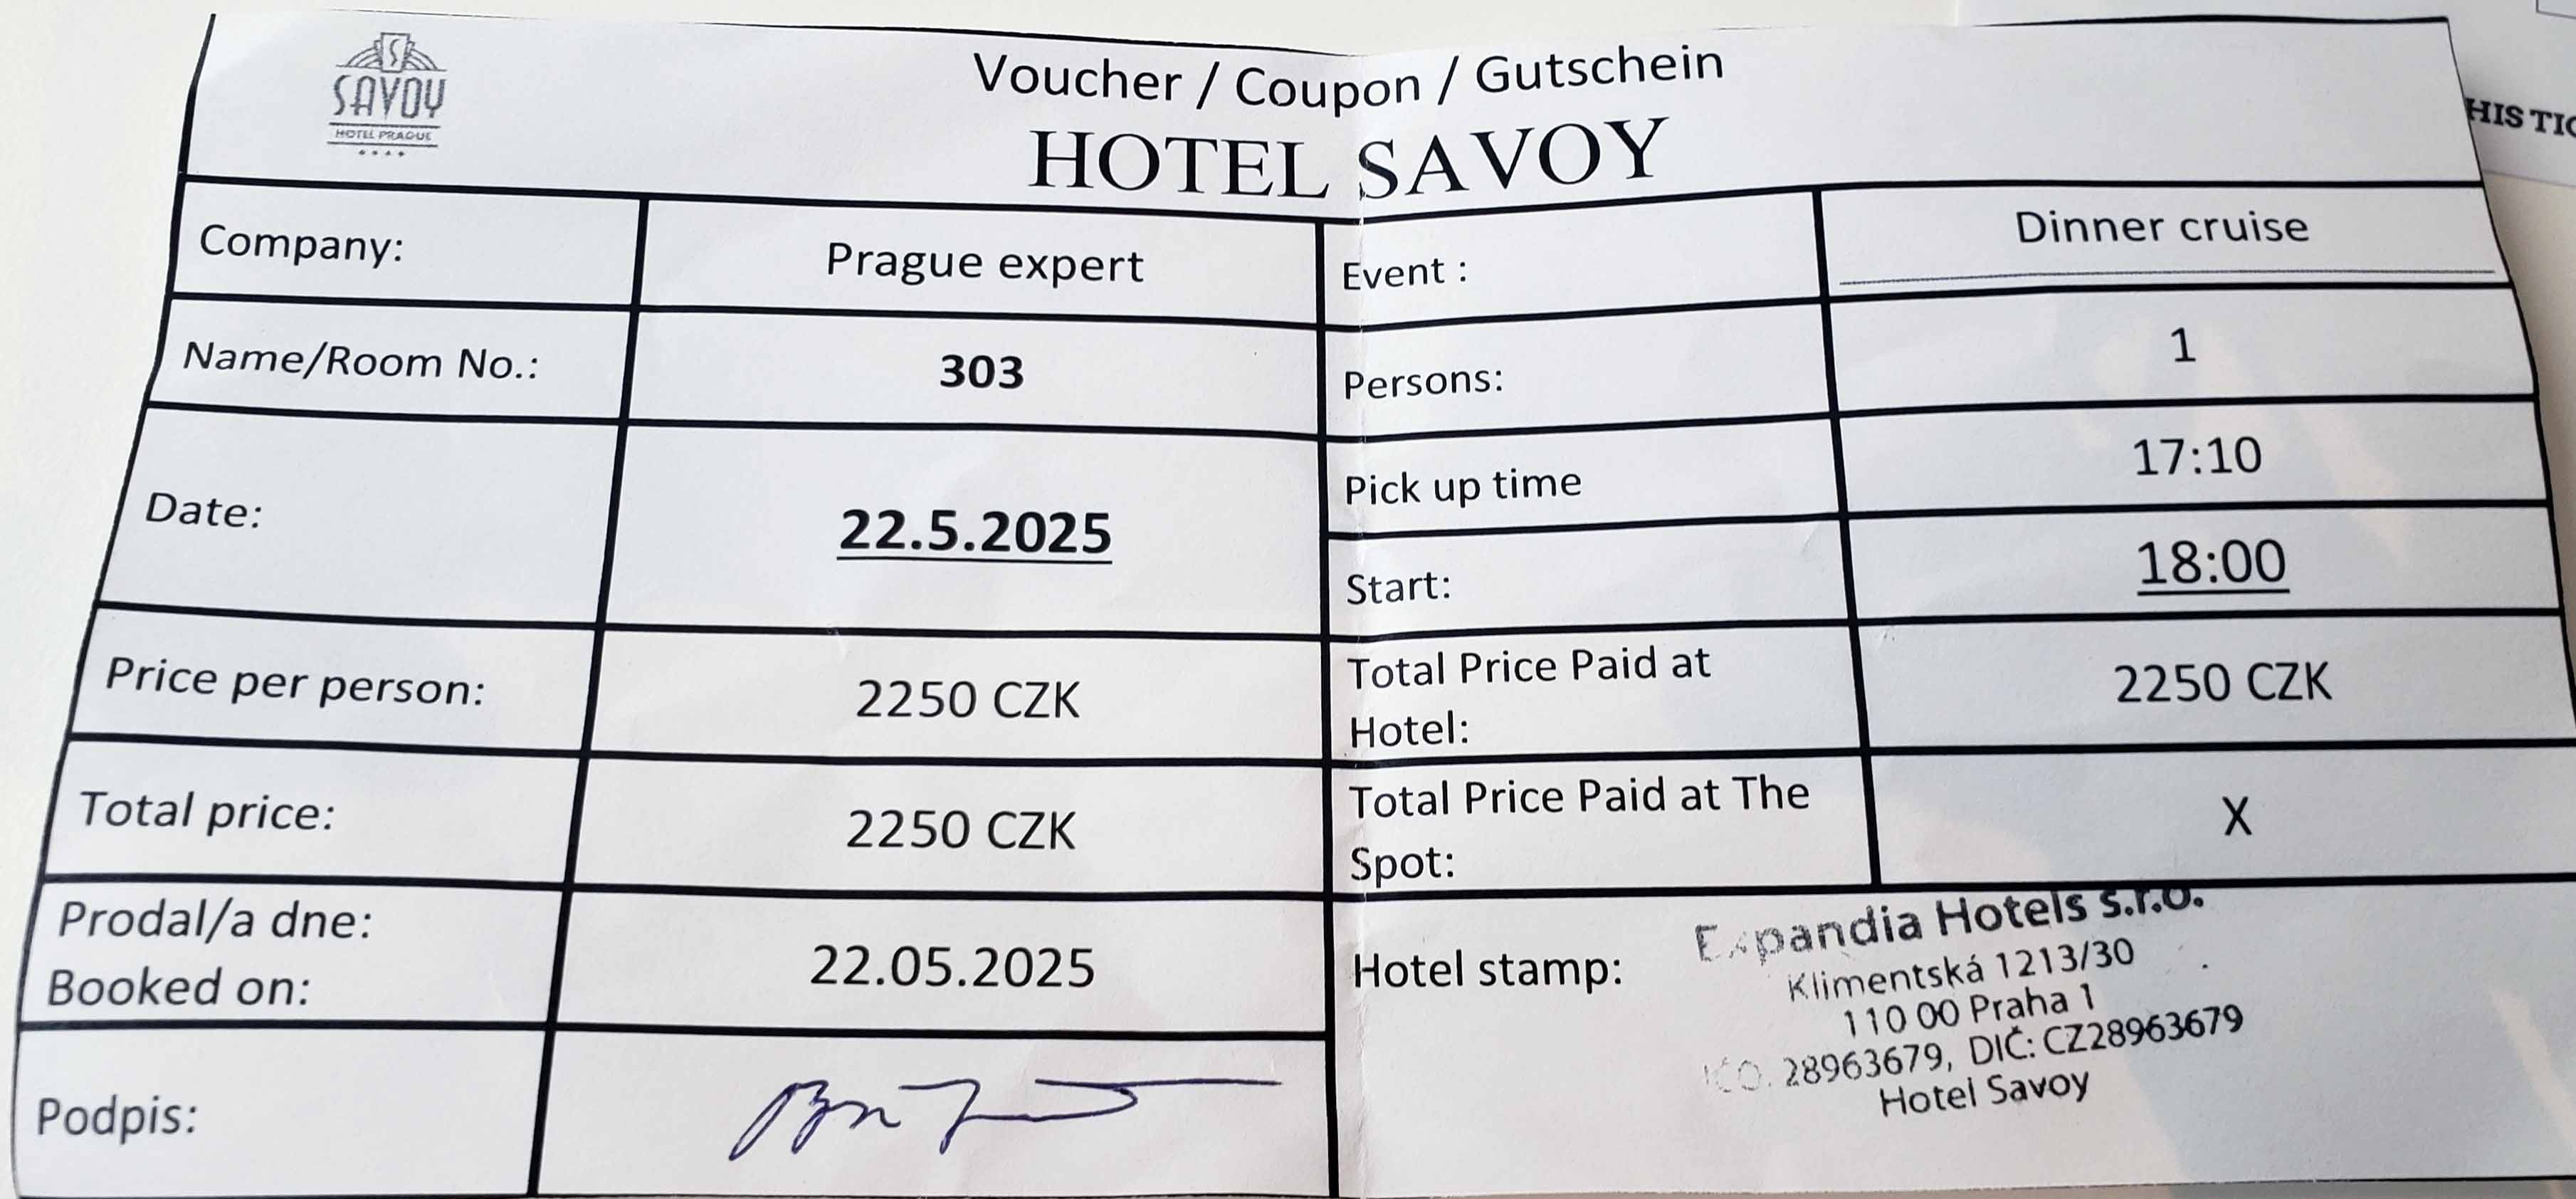 SAVOY
HOTEL PRAGUE
Voucher / Coupon / Gutschein
HOTEL SAVOY
Company: Prague expert
Event : Dinner cruise
Name/Room No.: 303
Persons: 1
Date: 22.5.2025
Pick up time 17:10
Start: 18:00
Price per person: 2250 CZK
Total Price Paid at
Hotel: 2250 CZK
Total price: 2250 CZK
Total Price Paid at The
Spot: X
Prodal/a dne:
Booked on: 22.05.2025
Hotel stamp:
Expandia Hotels s.r.o.
Klimentská 1213/30
110 00 Praha 1
IČO. 28963679, DIČ: CZ28963679
Hotel Savoy
Podpis:
HIS TIC